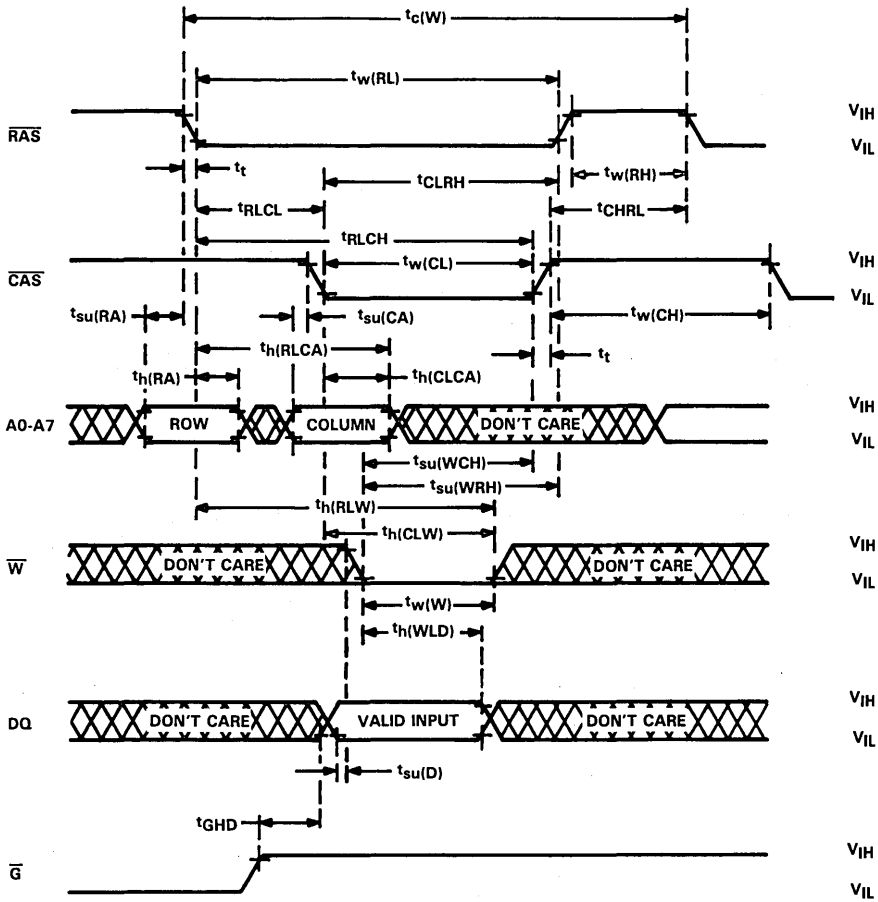 tc(W)
tw(RL)
RAS
VIH
VIL
tt
tw(RH)
tCLRH
tRLCL
tCHRL
tRLCH
CAS
tw(CL)
VIH
VIL
tsu(RA)
tsu(CA)
tw(CH)
th(RLCA)
tt
th(RA)
th(CLCA)
A0-A7
ROW
COLUMN
DON'T CARE
VIH
VIL
tsu(WCH)
tsu(WRH)
th(RLW)
th(CLW)
W
DON'T CARE
DON'T CARE
VIH
VIL
tw(W)
th(WLD)
DQ
DON'T CARE
VALID INPUT
DON'T CARE
VIH
VIL
tsu(D)
tGHD
G
VIH
VIL